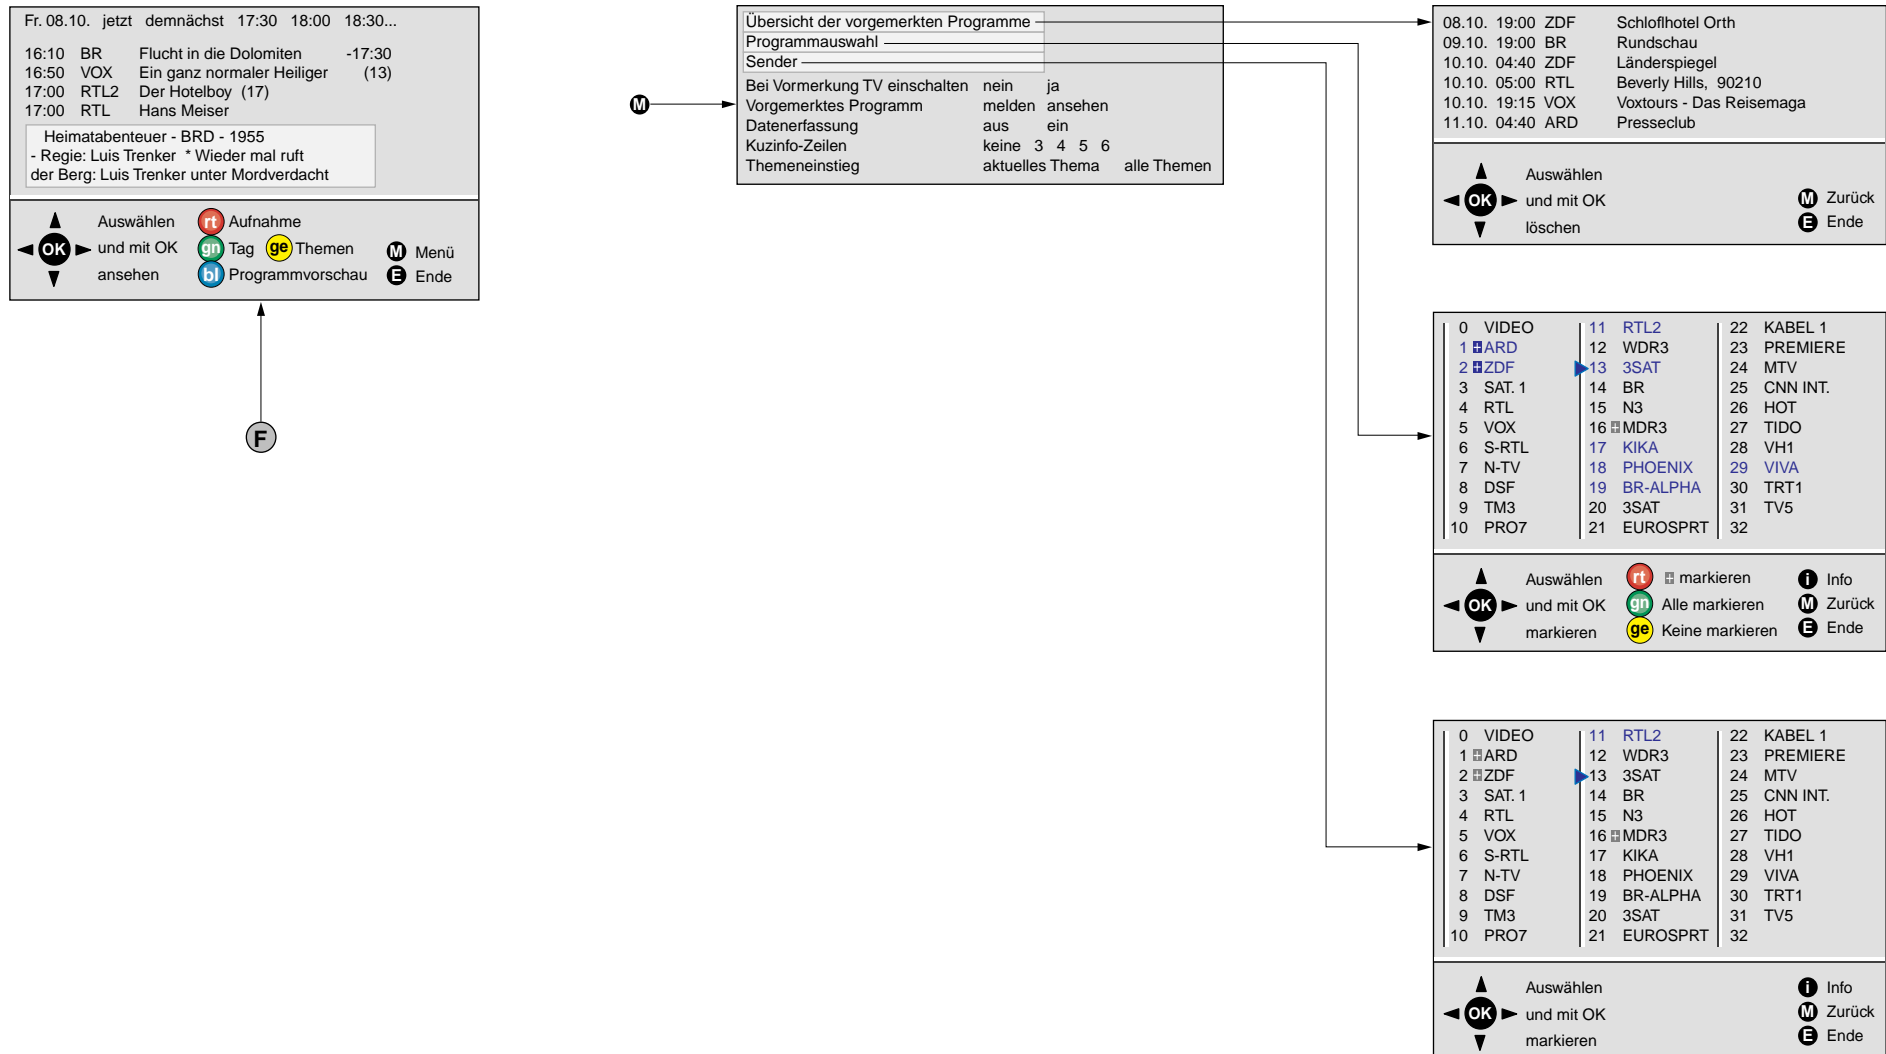 Fr. 08.10. jetzt demnächst 17:30 18:00 18:30...
16:10 BR Flucht in die Dolomiten -17:30
16:50 VOX Ein ganz normaler Heiliger (13)
17:00 RTL2 Der Hotelboy (17)
17:00 RTL Hans Meiser
Heimatabenteuer - BRD - 1955
- Regie: Luis Trenker * Wieder mal ruft
der Berg: Luis Trenker unter Mordverdacht
Auswählen rt Aufnahme
OK und mit OK gn Tag ge Themen M Menü
ansehen bl Programmvorschau E Ende
F
M
Übersicht der vorgemerkten Programme
Programmauswahl
Sender
Bei Vormerkung TV einschalten nein ja
Vorgemerktes Programm melden ansehen
Datenerfassung aus ein
Kuzinfo-Zeilen keine 3 4 5 6
Themeneinstieg aktuelles Thema alle Themen
08.10. 19:00 ZDF Schloflhotel Orth
09.10. 19:00 BR Rundschau
10.10. 04:40 ZDF Länderspiegel
10.10. 05:00 RTL Beverly Hills, 90210
10.10. 19:15 VOX Voxtours - Das Reisemaga
11.10. 04:40 ARD Presseclub
Auswählen
OK und mit OK M Zurück
löschen E Ende
0 VIDEO 11 RTL2 22 KABEL 1
1 ARD 12 WDR3 23 PREMIERE
2 ZDF 13 3SAT 24 MTV
3 SAT. 1 14 BR 25 CNN INT.
4 RTL 15 N3 26 HOT
5 VOX 16 MDR3 27 TIDO
6 S-RTL 17 KIKA 28 VH1
7 N-TV 18 PHOENIX 29 VIVA
8 DSF 19 BR-ALPHA 30 TRT1
9 TM3 20 3SAT 31 TV5
10 PRO7 21 EUROSPRT 32
Auswählen rt markieren i Info
OK und mit OK gn Alle markieren M Zurück
markieren ge Keine markieren E Ende
0 VIDEO 11 RTL2 22 KABEL 1
1 ARD 12 WDR3 23 PREMIERE
2 ZDF 13 3SAT 24 MTV
3 SAT. 1 14 BR 25 CNN INT.
4 RTL 15 N3 26 HOT
5 VOX 16 MDR3 27 TIDO
6 S-RTL 17 KIKA 28 VH1
7 N-TV 18 PHOENIX 29 VIVA
8 DSF 19 BR-ALPHA 30 TRT1
9 TM3 20 3SAT 31 TV5
10 PRO7 21 EUROSPRT 32
Auswählen i Info
OK und mit OK M Zurück
markieren E Ende